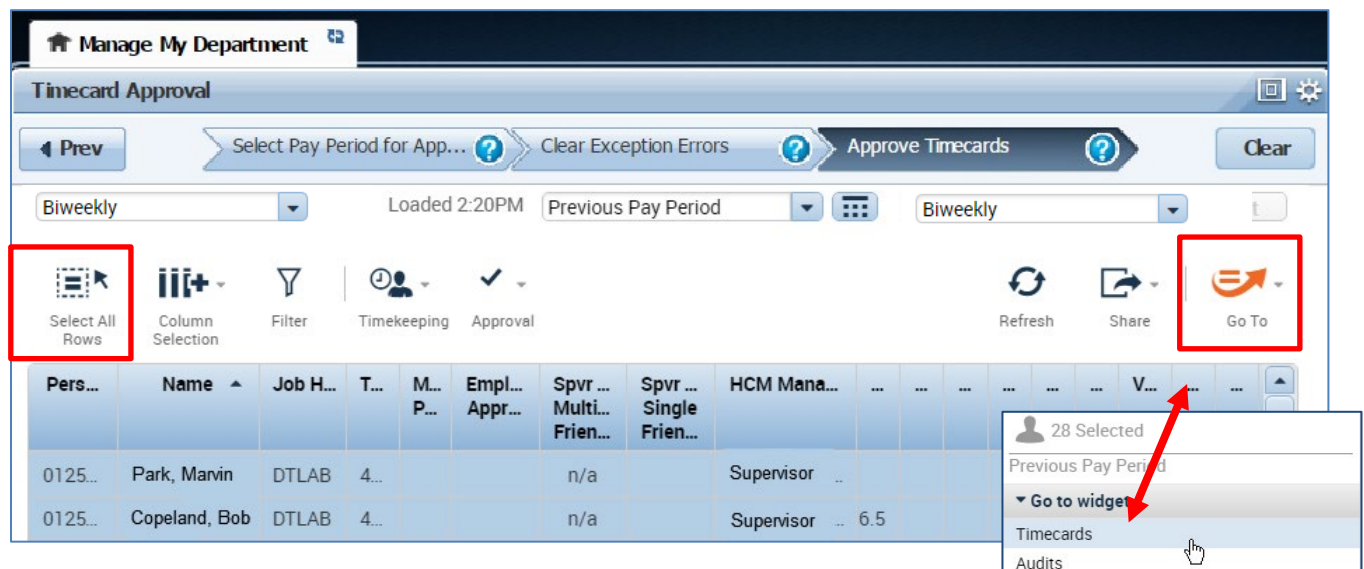 Manage My Department
Timecard Approval
Prev
Select Pay Period for App...
Clear Exception Errors
Approve Timecards
Clear
Biweekly
Loaded 2:20PM
Previous Pay Period
Biweekly
Select All
Rows
Column
Selection
Filter
Timekeeping
Approval
Refresh
Share
Go To
Pers... Name Job H... T... M... Empl... Spvr ... Spvr ... HCM Mana... ... ... ... ... ... ... V... ... ...
P... Appr... Multi... Single
Frien... Frien...
0125... Park, Marvin DTLAB 4... n/a Supervisor ..
0125... Copeland, Bob DTLAB 4... n/a Supervisor ... 6.5
28 Selected
Previous Pay Period
Go to widget
Timecards
Audits